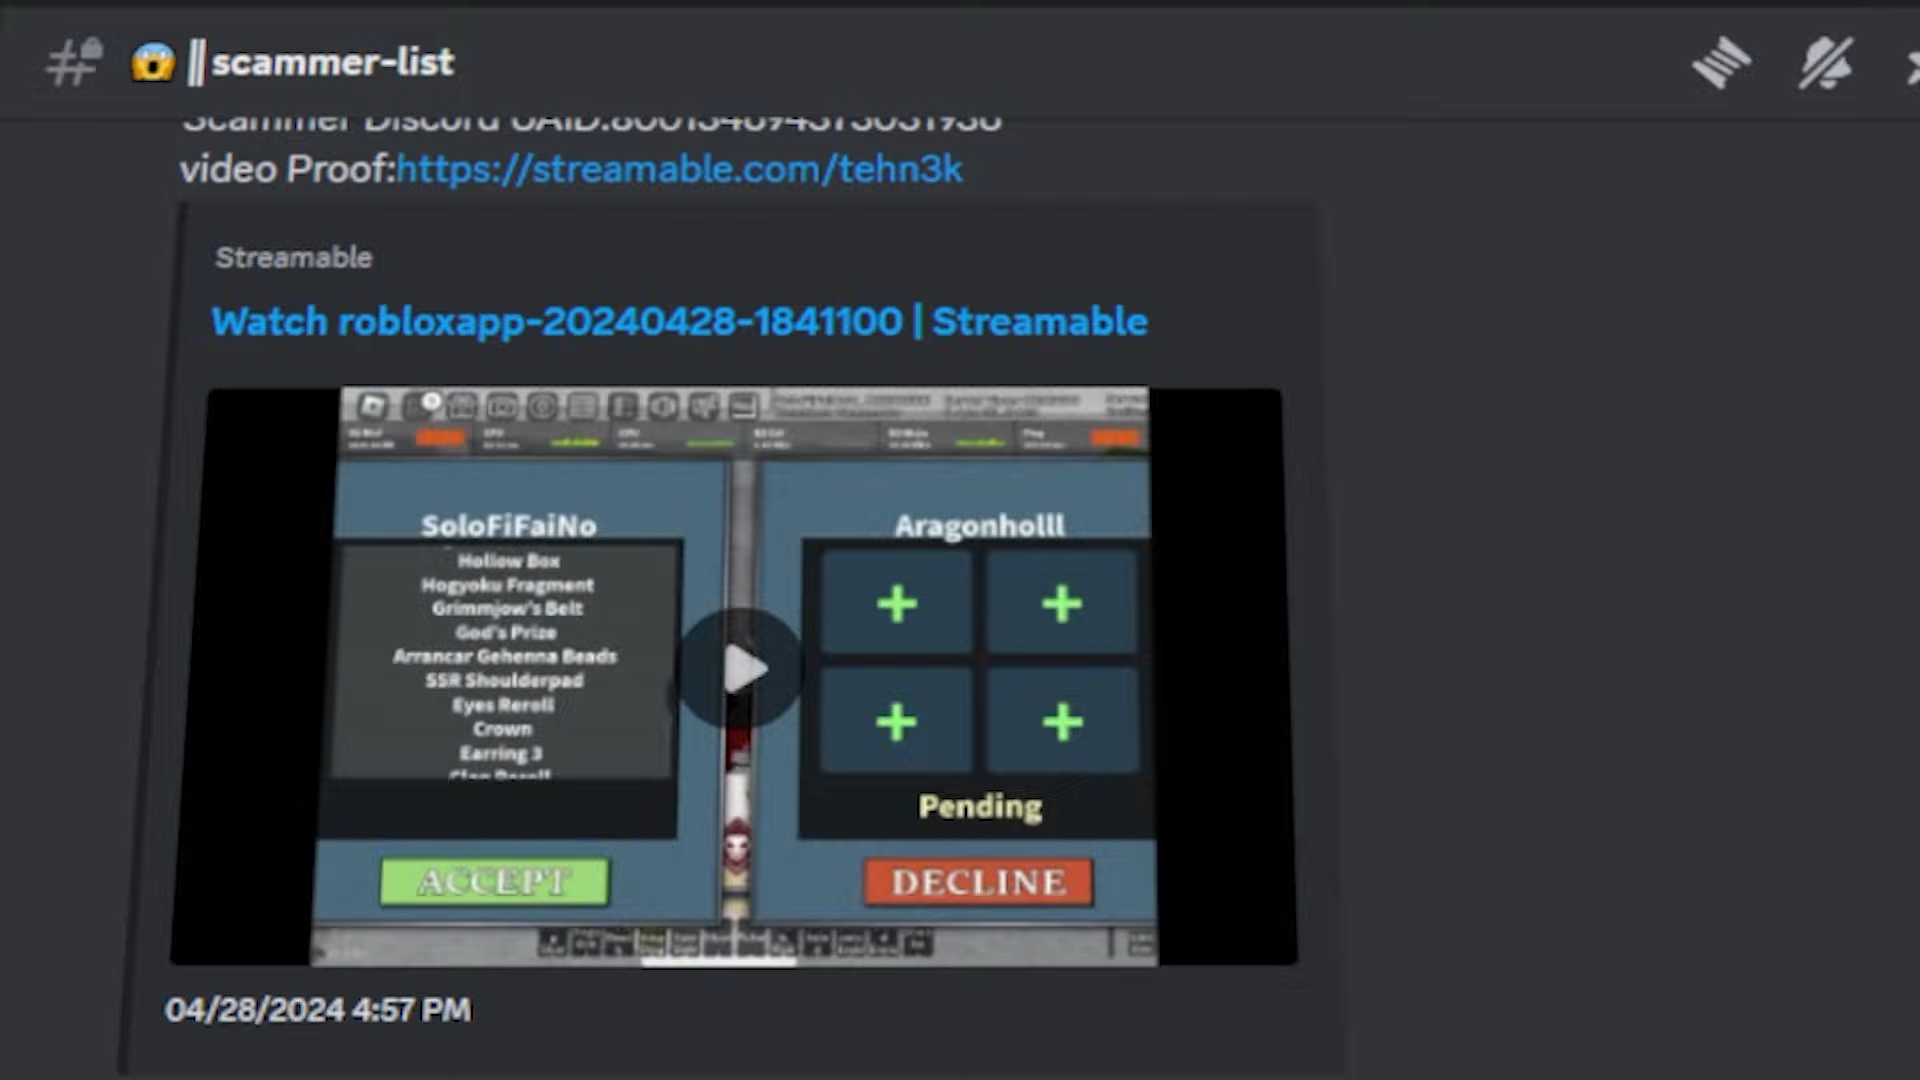 😱║scammer-list
video Proof:https://streamable.com/tehn3k
Streamable
Watch robloxapp-20240428-1841100 | Streamable
SoloFiFaiNo
Aragonholll
Hollow Box
Hogyoku Fragment
Grimmjow's Belt
God's Prize
Arrancar Gehenna Beads
SSR Shoulderpad
Eyes Reroll
Crown
Earring 3
Pending
ACCEPT
DECLINE
04/28/2024 4:57 PM